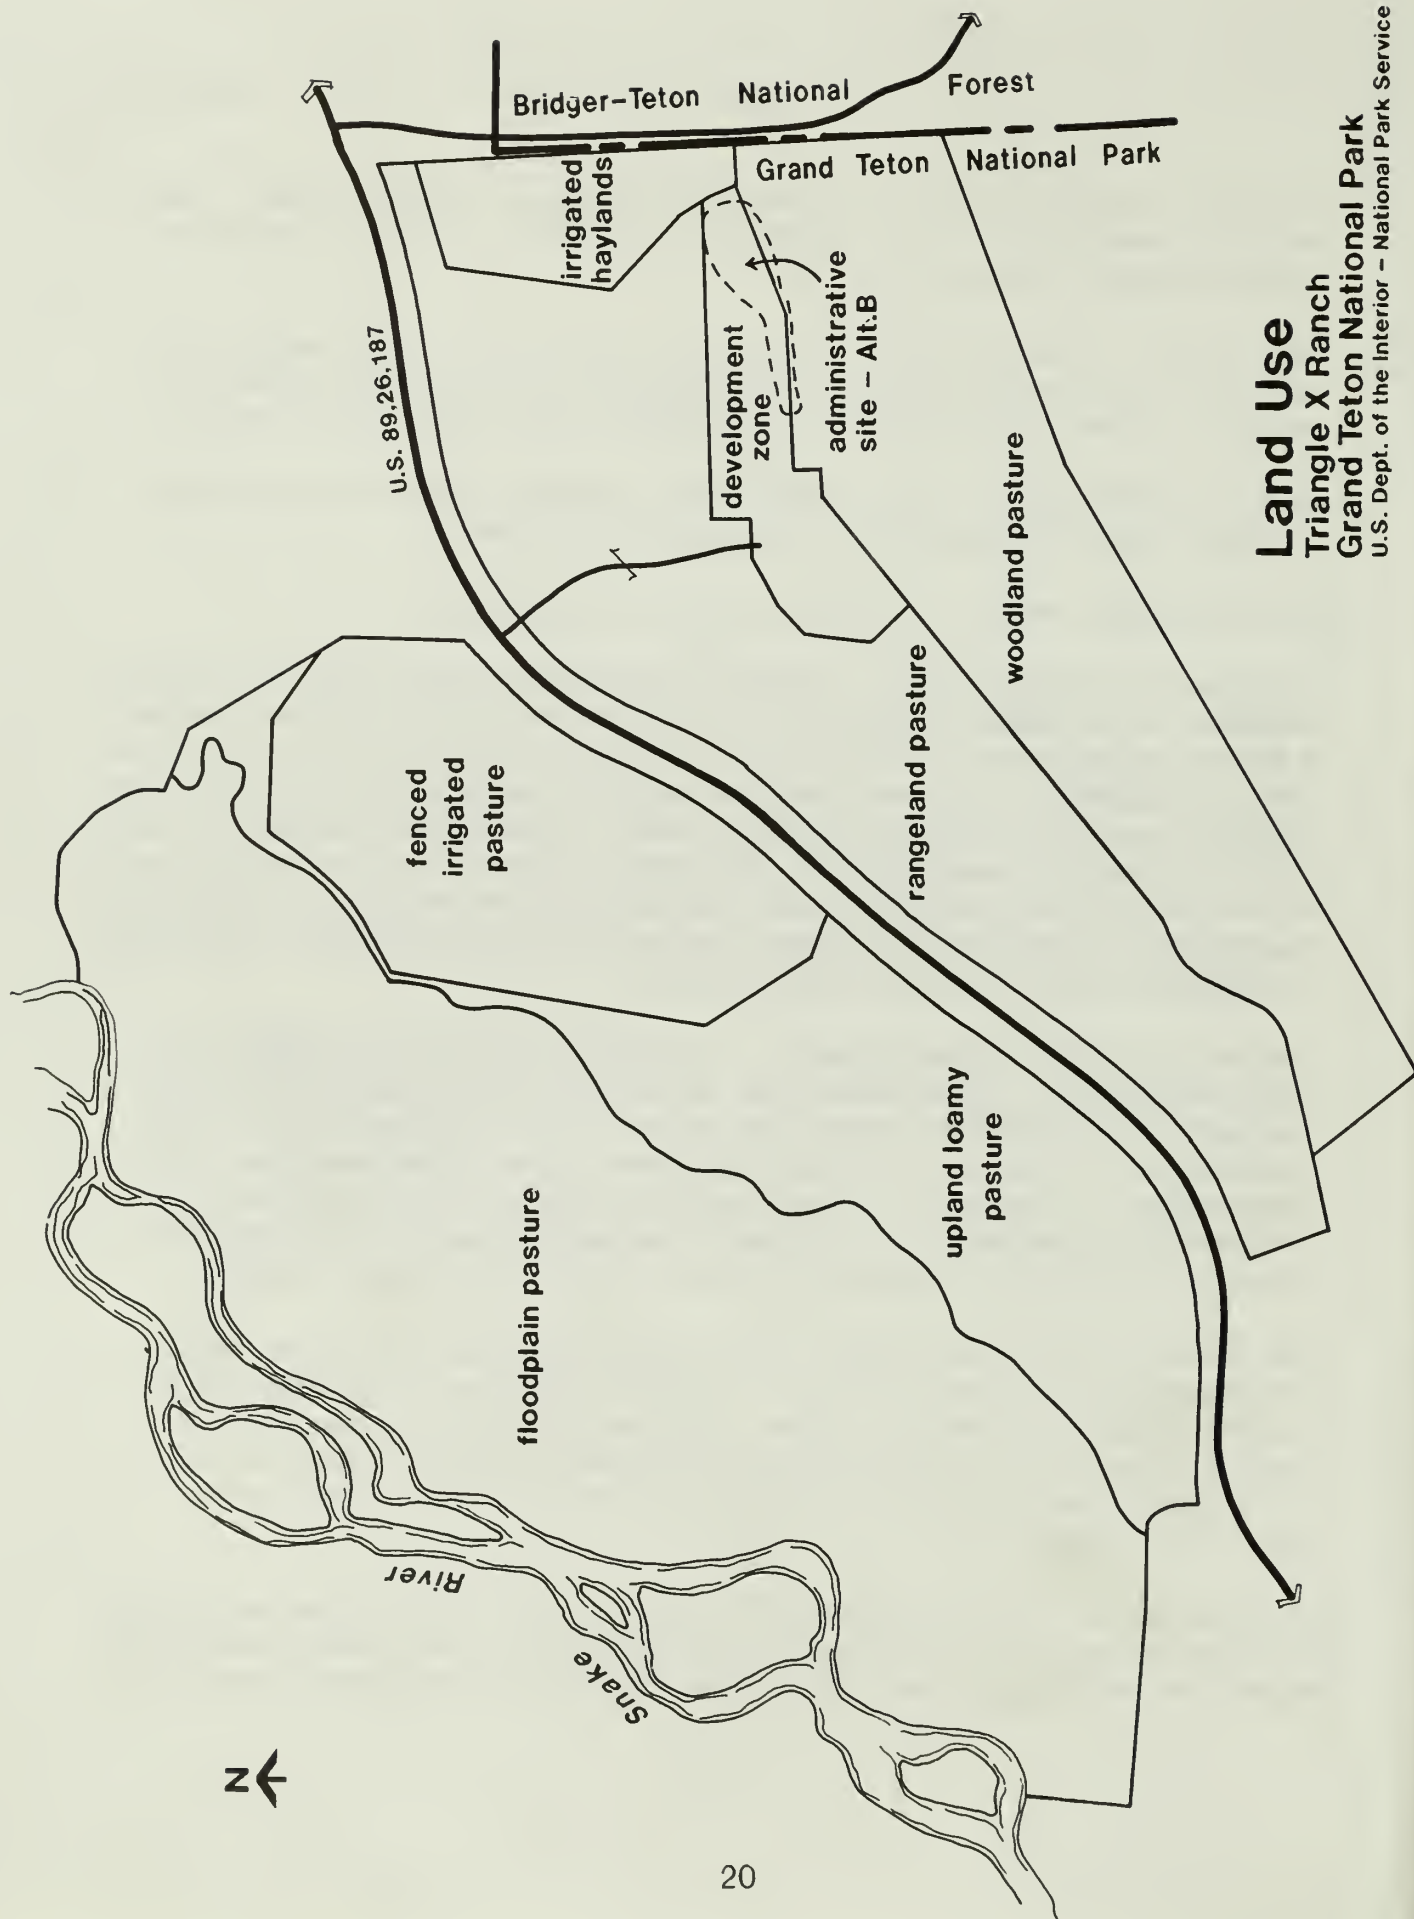 Bridger-Teton National Forest
Grand Teton National Park
irrigated
haylands
U.S. 89,26,187
development
zone
administrative
site – Alt.B
fenced
irrigated
pasture
rangeland pasture
woodland pasture
upland loamy
pasture
floodplain pasture
Snake River
N
Land Use
Triangle X Ranch
Grand Teton National Park
U.S. Dept. of the Interior – National Park Service
20